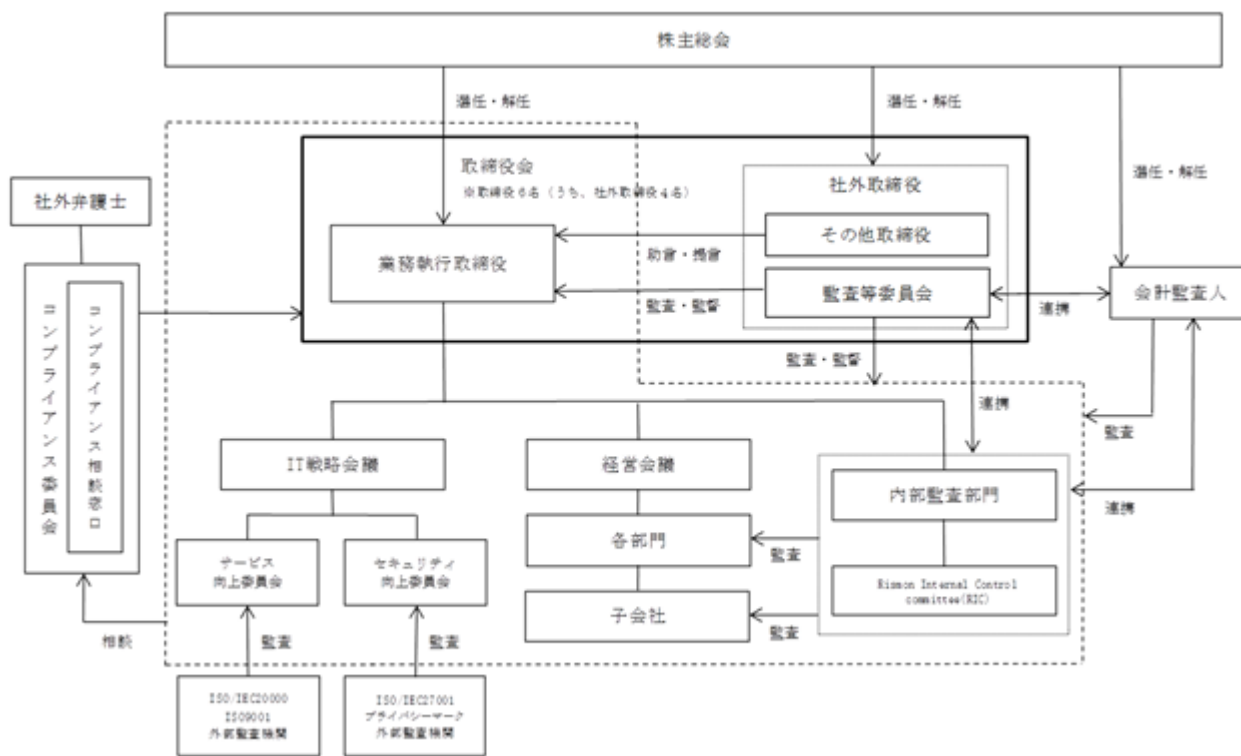 株主総会
選任・解任
選任・解任
選任・解任
取締役会
※取締役6名（うち、社外取締役4名）
社外取締役
その他取締役
業務執行取締役
助言・提言
監査等委員会
監査・監督
連携
会計監査人
社外弁護士
コンプライアンス委員会
コンプライアンス相談窓口
監査・監督
連携
監査
連携
IT戦略会議
経営会議
内部監査部門
各部門
監査
サービス
向上委員会
セキュリティ
向上委員会
Rismon Internal Control
committee(RIC)
子会社
監査
相談
監査
監査
ISO/IEC20000
ISO9001
外部監査機関
ISO/IEC27001
プライバシーマーク
外部監査機関